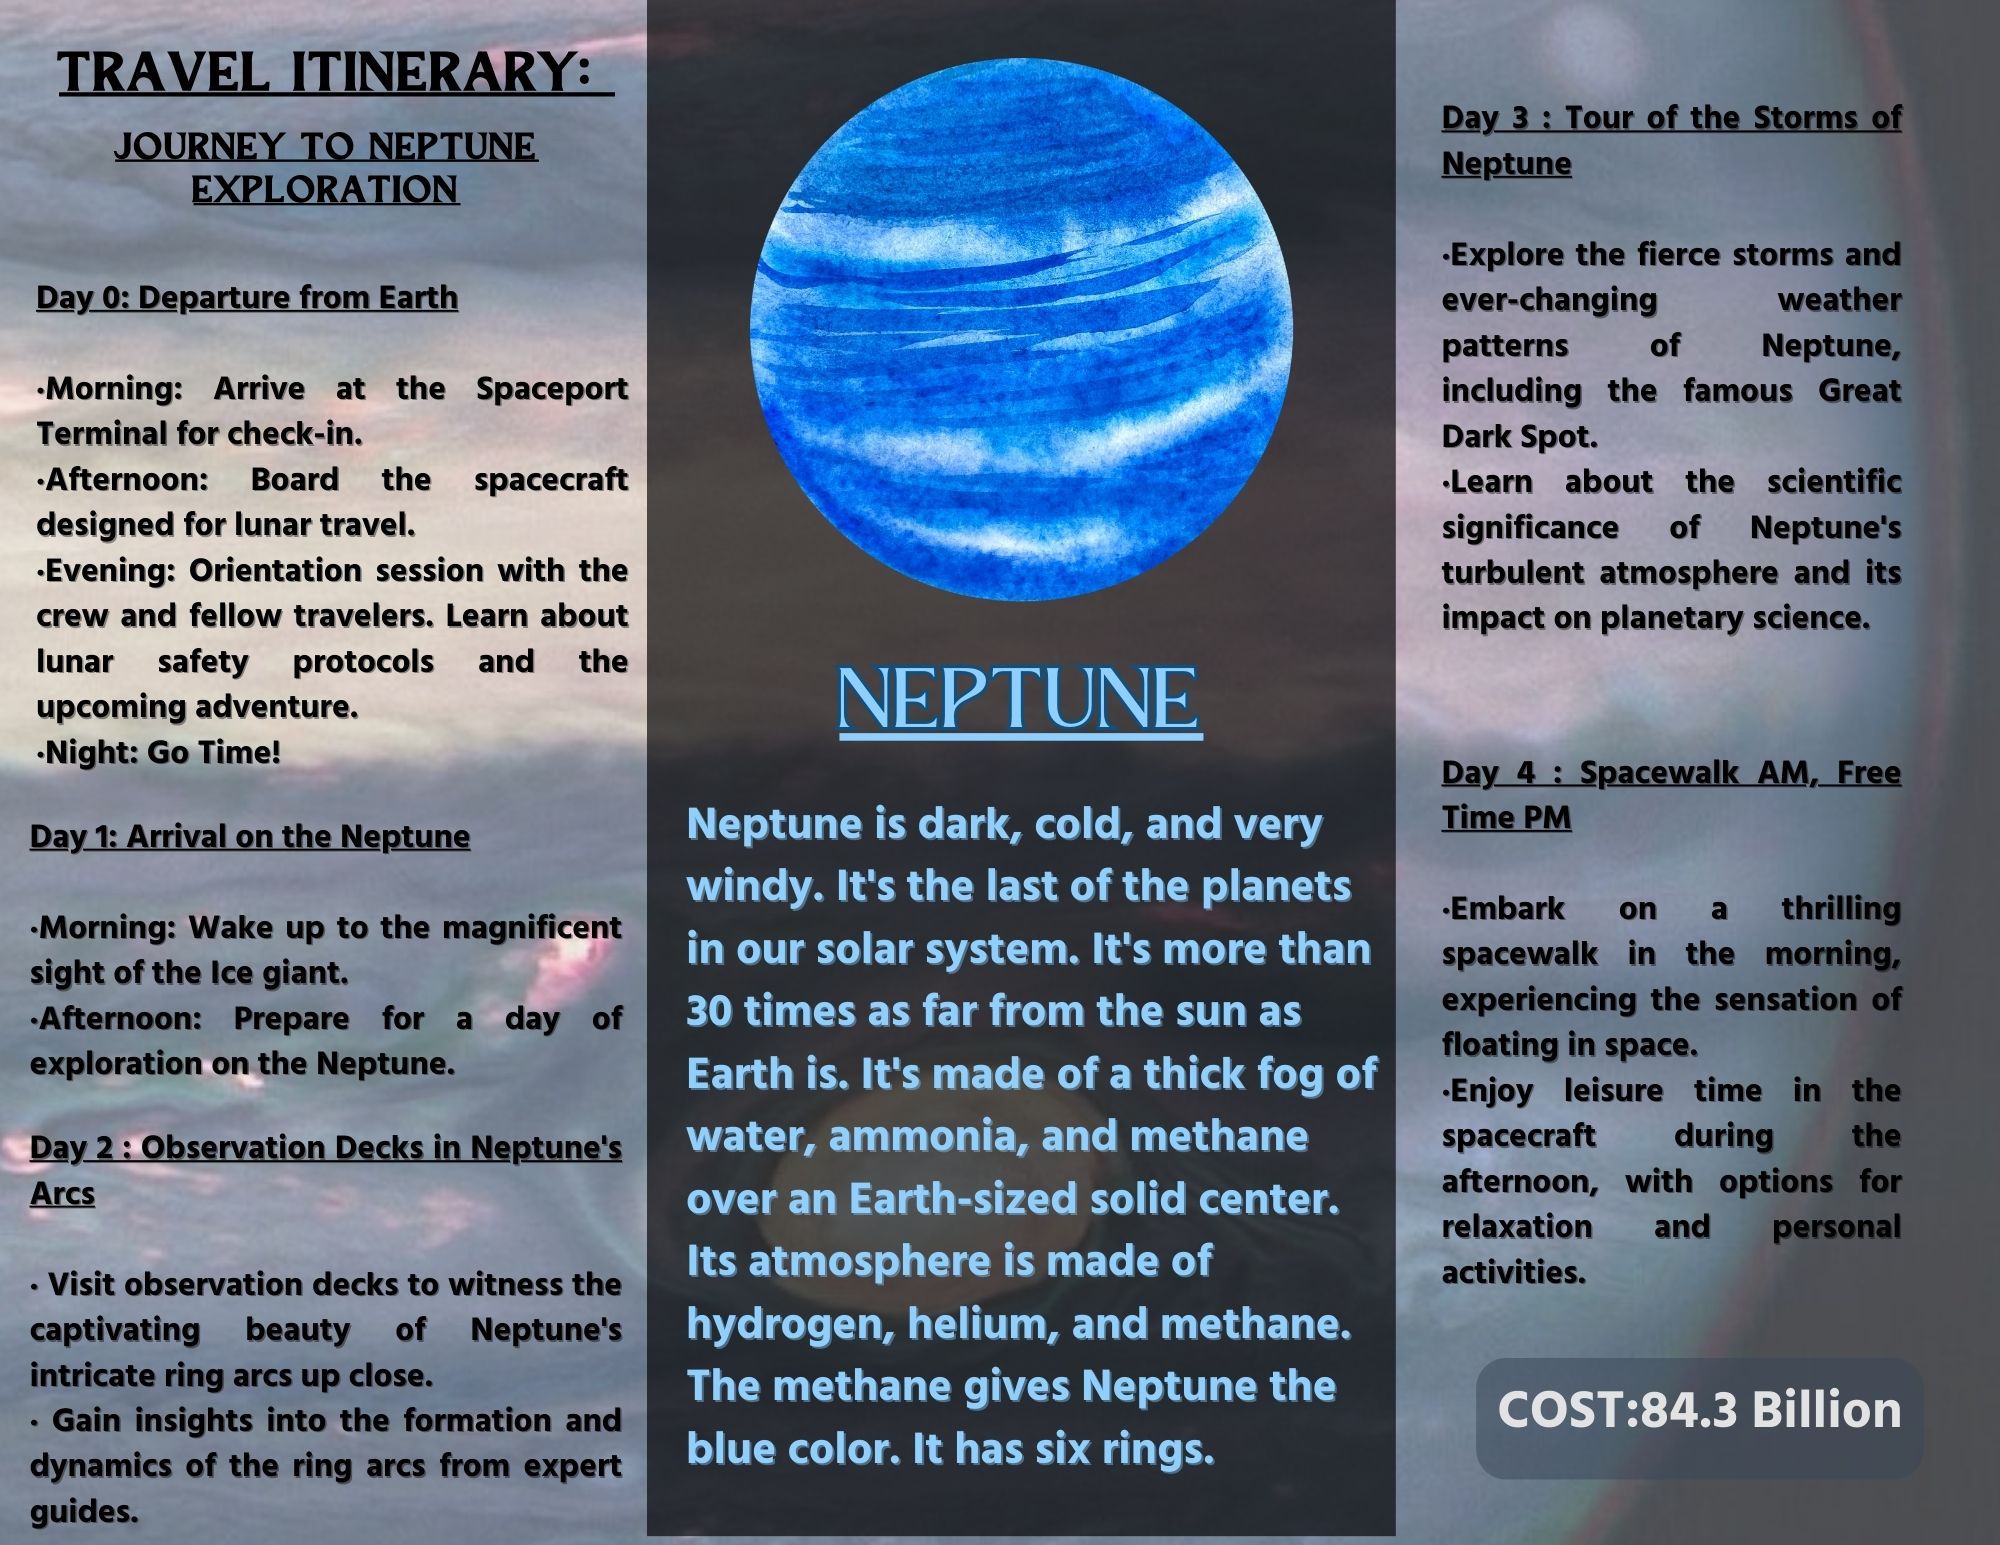 TRAVEL ITINERARY:
JOURNEY TO NEPTUNE
EXPLORATION
Day 0: Departure from Earth
·Morning: Arrive at the Spaceport
Terminal for check-in.
·Afternoon: Board the spacecraft
designed for lunar travel.
·Evening: Orientation session with the
crew and fellow travelers. Learn about
lunar safety protocols and the
upcoming adventure.
·Night: Go Time!
Day 1: Arrival on the Neptune
·Morning: Wake up to the magnificent
sight of the Ice giant.
·Afternoon: Prepare for a day of
exploration on the Neptune.
Day 2 : Observation Decks in Neptune's
Arcs
· Visit observation decks to witness the
captivating beauty of Neptune's
intricate ring arcs up close.
· Gain insights into the formation and
dynamics of the ring arcs from expert
guides.
NEPTUNE
Neptune is dark, cold, and very
windy. It's the last of the planets
in our solar system. It's more than
30 times as far from the sun as
Earth is. It's made of a thick fog of
water, ammonia, and methane
over an Earth-sized solid center.
Its atmosphere is made of
hydrogen, helium, and methane.
The methane gives Neptune the
blue color. It has six rings.
Day 3 : Tour of the Storms of
Neptune
·Explore the fierce storms and
ever-changing weather
patterns of Neptune,
including the famous Great
Dark Spot.
·Learn about the scientific
significance of Neptune's
turbulent atmosphere and its
impact on planetary science.
Day 4 : Spacewalk AM, Free
Time PM
·Embark on a thrilling
spacewalk in the morning,
experiencing the sensation of
floating in space.
·Enjoy leisure time in the
spacecraft during the
afternoon, with options for
relaxation and personal
activities.
COST:84.3 Billion